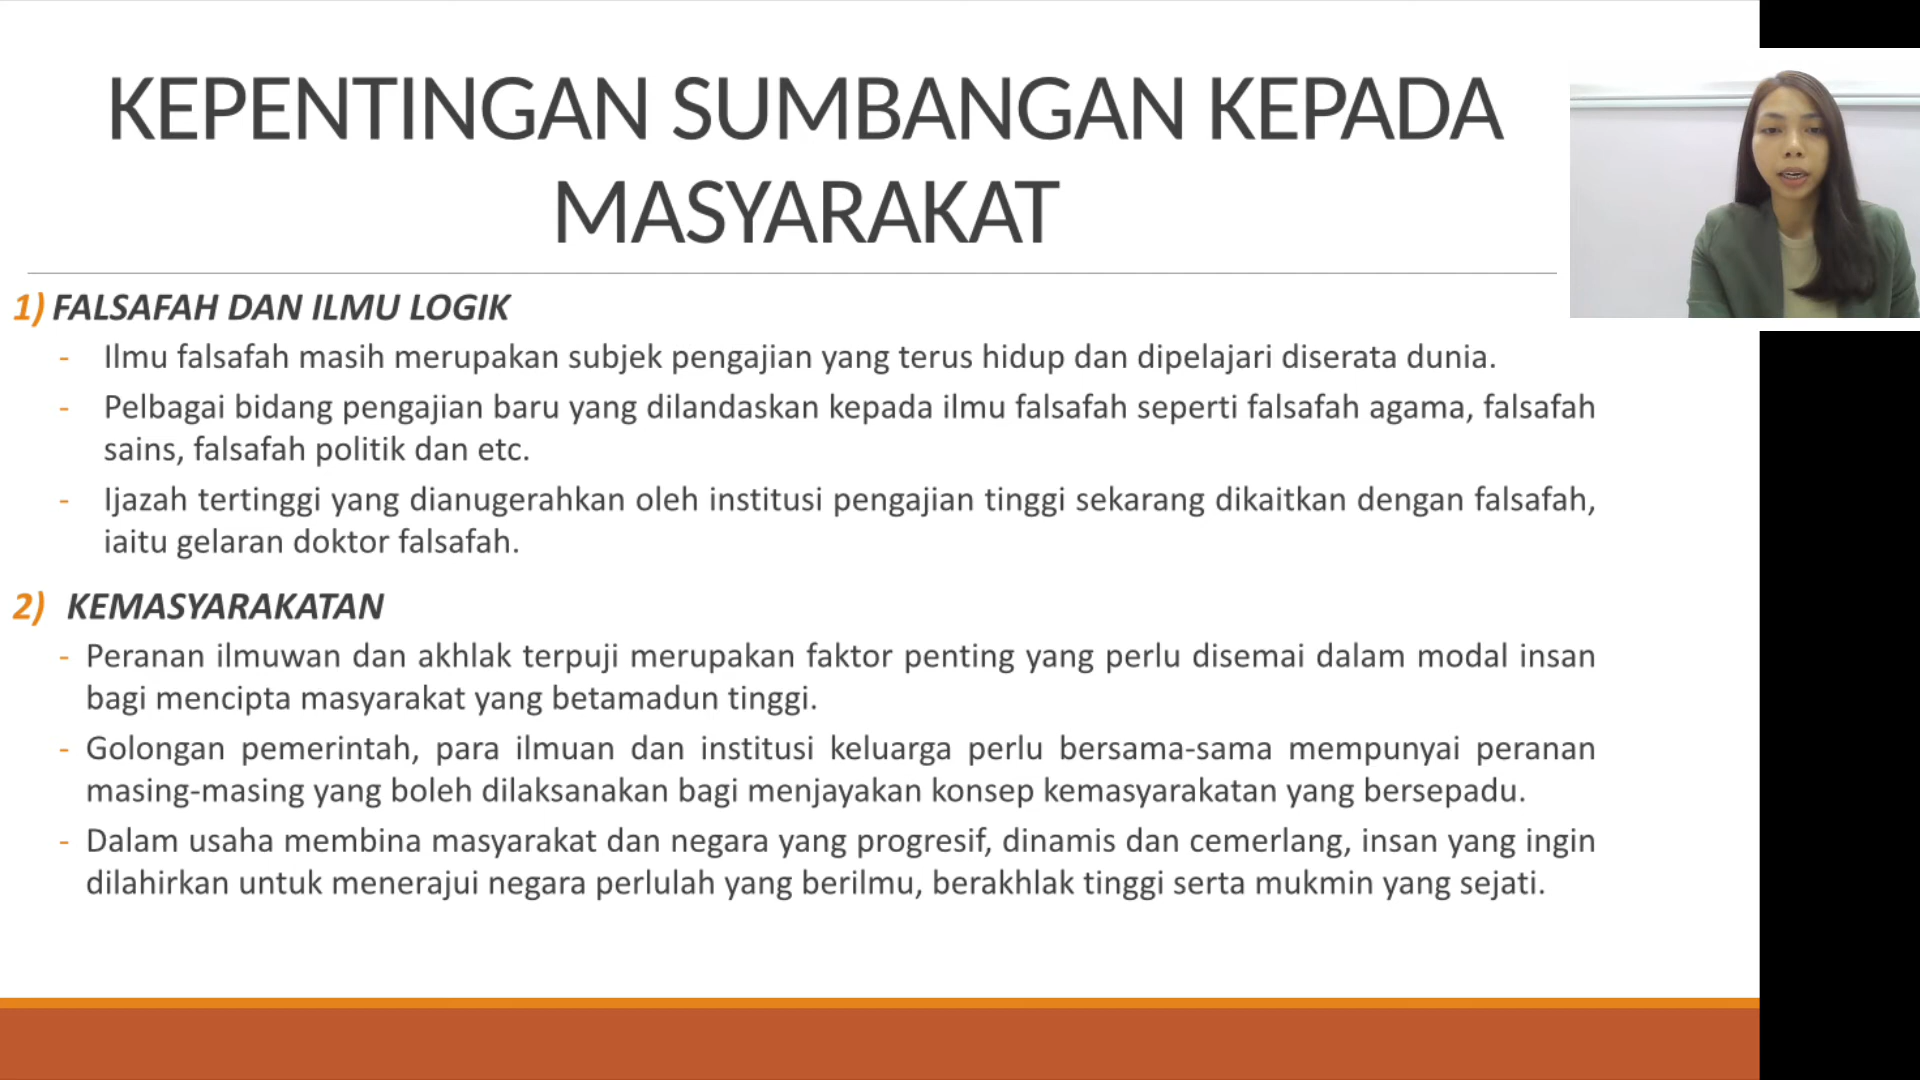 KEPENTINGAN SUMBANGAN KEPADA
MASYARAKAT
1) FALSAFAH DAN ILMU LOGIK
- Ilmu falsafah masih merupakan subjek pengajian yang terus hidup dan dipelajari diserata dunia.
- Pelbagai bidang pengajian baru yang dilandaskan kepada ilmu falsafah seperti falsafah agama, falsafah
sains, falsafah politik dan etc.
- Ijazah tertinggi yang dianugerahkan oleh institusi pengajian tinggi sekarang dikaitkan dengan falsafah,
iaitu gelaran doktor falsafah.
2) KEMASYARAKATAN
- Peranan ilmuwan dan akhlak terpuji merupakan faktor penting yang perlu disemai dalam modal insan
bagi mencipta masyarakat yang betamadun tinggi.
- Golongan pemerintah, para ilmuan dan institusi keluarga perlu bersama-sama mempunyai peranan
masing-masing yang boleh dilaksanakan bagi menjayakan konsep kemasyarakatan yang bersepadu.
- Dalam usaha membina masyarakat dan negara yang progresif, dinamis dan cemerlang, insan yang ingin
dilahirkan untuk menerajui negara perlulah yang berilmu, berakhlak tinggi serta mukmin yang sejati.